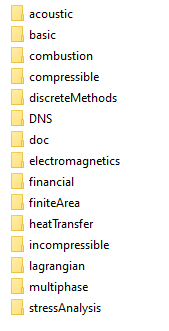 acoustic
basic
combustion
compressible
discreteMethods
DNS
doc
electromagnetics
financial
finiteArea
heatTransfer
incompressible
lagrangian
multiphase
stressAnalysis